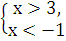 x > 3,
x < −1